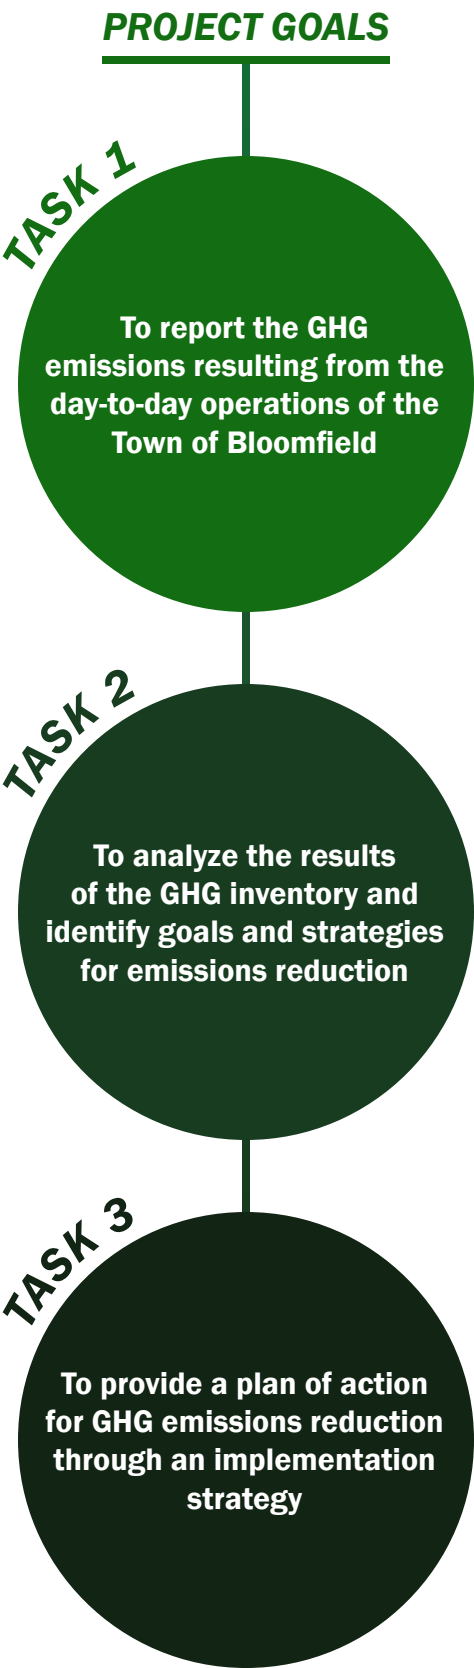 PROJECT GOALS
TASK 1
To report the GHG
emissions resulting from the
day-to-day operations of the
Town of Bloomfield
TASK 2
To analyze the results
of the GHG inventory and
identify goals and strategies
for emissions reduction
TASK 3
To provide a plan of action
for GHG emissions reduction
through an implementation
strategy